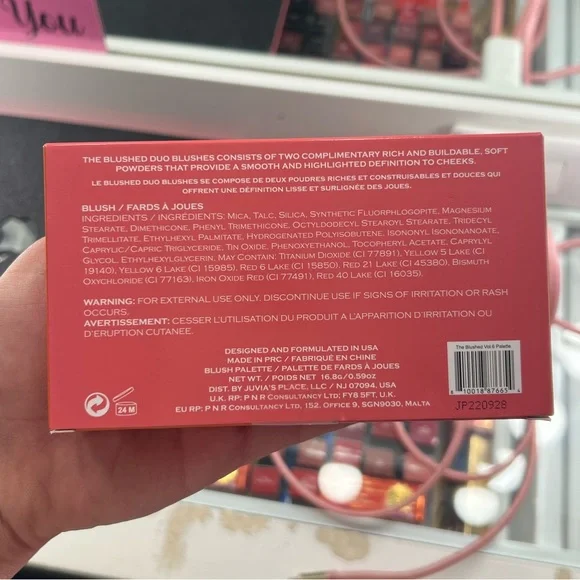 You
THE BLUSHED DUO BLUSHES CONSISTS OF TWO COMPLIMENTARY RICH AND BUILDABLE, SOFT
POWDERS THAT PROVIDE A SMOOTH AND HIGHLIGHTED DEFINITION TO CHEEKS.
LE BLUSHED DUO BLUSHES SE COMPOSE DE DEUX POUDRES RICHES ET CONSTRUISABLES ET DOUCES QUI
OFFRENT UNE DÉFINITION LISSE ET SURLIGNÉE DES JOUES.
BLUSH / FARDS À JOUES
INGREDIENTS / INGRÉDIENTS: MICA, TALC, SILICA, SYNTHETIC FLUORPHLOGOPITE, MAGNESIUM
STEARATE, DIMETHICONE, PHENYL TRIMETHICONE, OCTYLDODECYL STEAROYL STEARATE, TRIDECYL
TRIMELLITATE, ETHYLHEXYL PALMITATE, HYDROGENATED POLYISOBUTENE, ISONONYL ISONONANOATE,
CAPRYLIC/CAPRIC TRIGLYCERIDE, TIN OXIDE, PHENOXYETHANOL, TOCOPHERYL ACETATE, CAPRYLYL
GLYCOL, ETHYLHEXYLGLYCERIN, MAY CONTAIN: TITANIUM DIOXIDE (CI 77891), YELLOW 5 LAKE (CI
19140), YELLOW 6 LAKE (CI 15985), RED 6 LAKE (CI 15850), RED 21 LAKE (CI 45380), BISMUTH
OXYCHLORIDE (CI 77163), IRON OXIDE RED (CI 77491), RED 40 LAKE (CI 16035).
WARNING: FOR EXTERNAL USE ONLY. DISCONTINUE USE IF SIGNS OF IRRITATION OR RASH
OCCURS.
AVERTISSEMENT: CESSER L'UTILISATION DU PRODUIT A L'APPARITION D'IRRITATION OU
D'ERUPTION CUTANEE.
DESIGNED AND FORMULATED IN USA
MADE IN PRC / FABRIQUÉ EN CHINE
BLUSH PALETTE / PALETTE DE FARDS À JOUES
NET WT. / POIDS NET 16.8g/0.59oz
DIST. BY JUVIA'S PLACE, LLC / NJ 07094, USA
U.K. RP: P N R CONSULTANCY LTD; FY8 5FT, U.K.
EU RP: P N R CONSULTANCY LTD, 152, OFFICE 9, SGN9030, MALTA
24 M
The Blushed Vol.6 Palette
JP220928